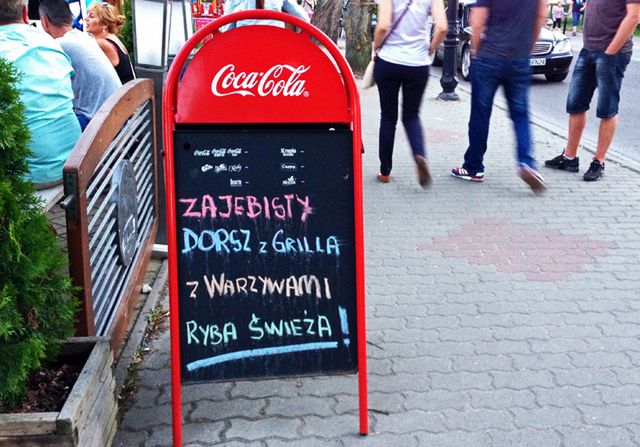 Coca-Cola
ZAJEBISTY
DORSZ z GRILLA
z WARZYWAMI
RYBA ŚWIEŻA!